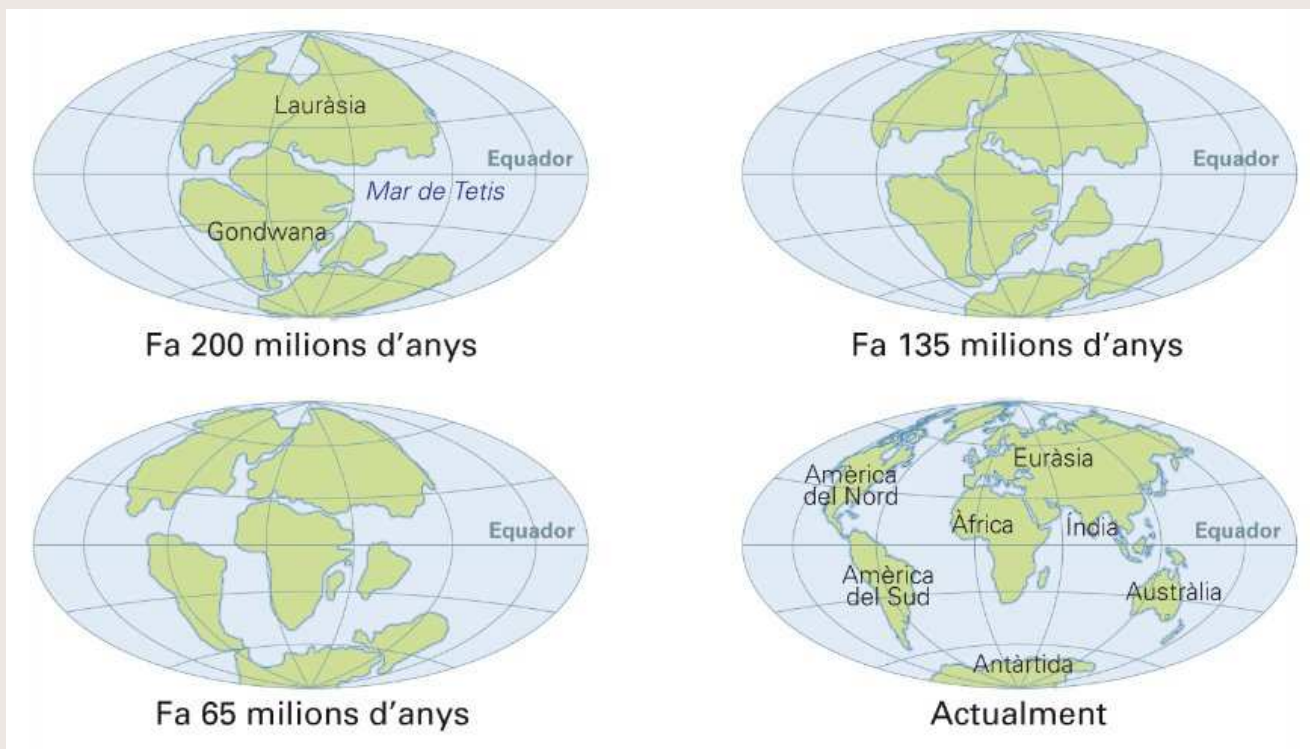 Lauràsia
Equador
Mar de Tetis
Gondwana
Fa 200 milions d'anys
Equador
Fa 135 milions d'anys
Equador
Fa 65 milions d'anys
Euràsia
Amèrica
del Nord
Àfrica
Índia
Equador
Amèrica
del Sud
Austràlia
Antàrtida
Actualment